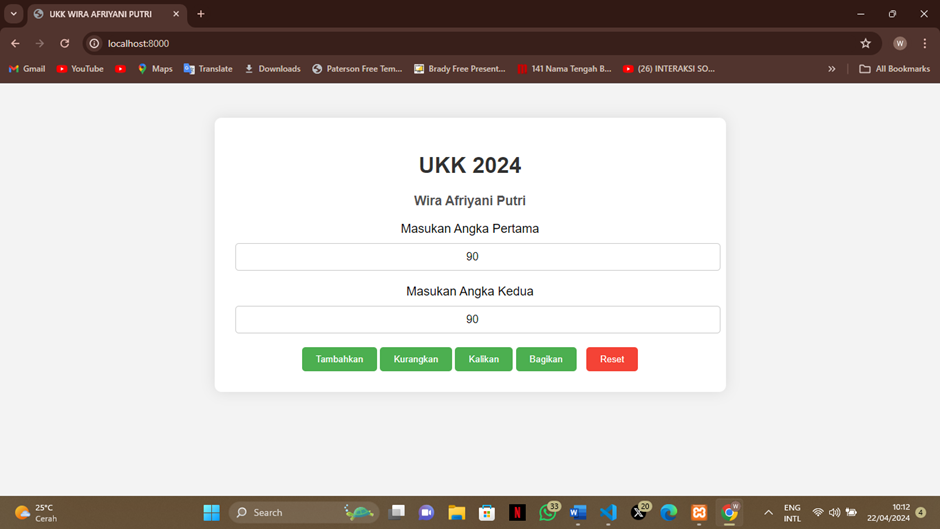 UKK WIRA AFRIYANI PUTRI
localhost:8000
W
Gmail YouTube Maps Translate Downloads Paterson Free Tem... Brady Free Present... 141 Nama Tengah B... (26) INTERAKSI SO... All Bookmarks
UKK 2024
Wira Afriyani Putri
Masukan Angka Pertama
90
Masukan Angka Kedua
90
Tambahkan Kurangkan Kalikan Bagikan Reset
25°C
Cerah
Search
33
20
W
ENG
INTL
10:12
22/04/2024
4